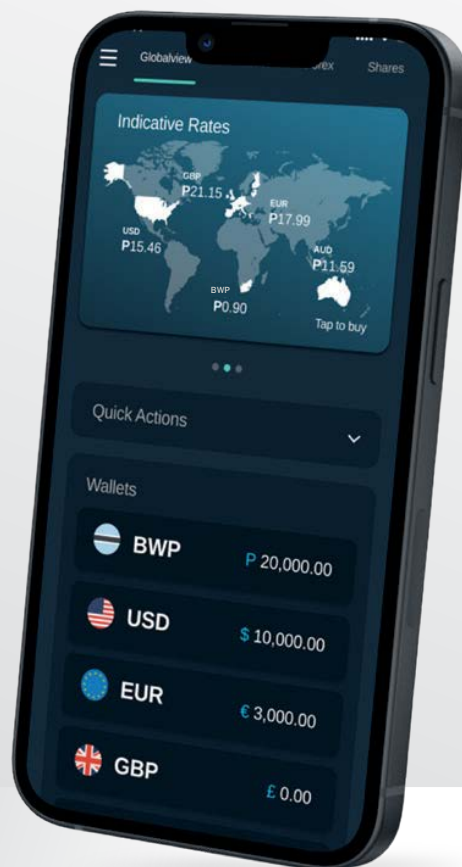 Globalview
Shares
Indicative Rates
GBP
P21.15
EUR
P17.99
USD
P15.46
AUD
P11.59
BWP
P0.90
Tap to buy
Quick Actions
Wallets
BWP P 20,000.00
USD $ 10,000.00
EUR € 3,000.00
GBP £ 0.00